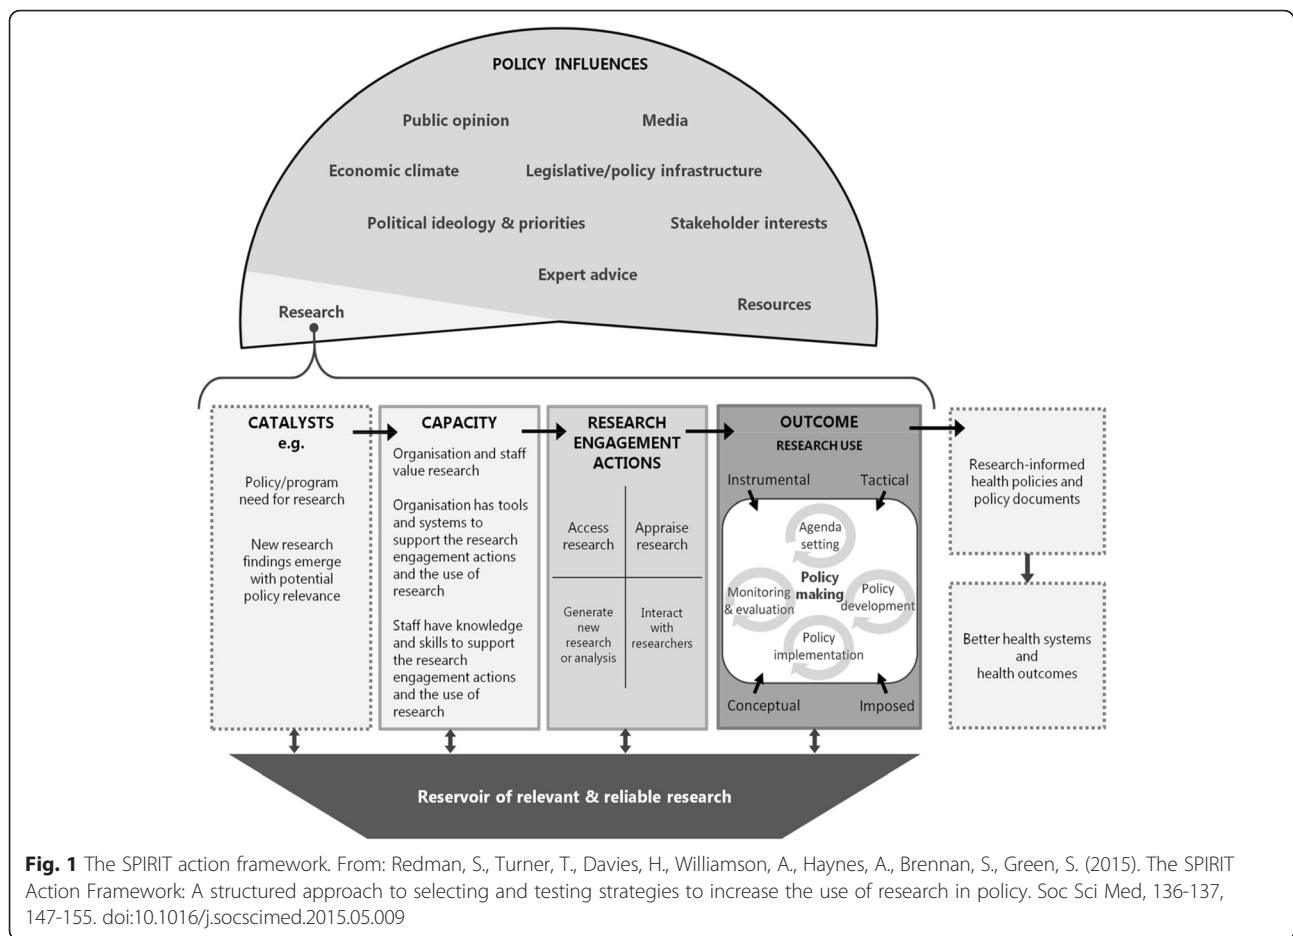 POLICY INFLUENCES
Public opinion
Media
Economic climate
Legislative/policy infrastructure
Political ideology & priorities
Stakeholder interests
Expert advice
Resources
Research
CATALYSTS
e.g.
Policy/program
need for research
New research
findings emerge
with potential
policy relevance
CAPACITY
Organisation and staff
value research
Organisation has tools
and systems to
support the research
engagement actions
and the use of
research
Staff have knowledge
and skills to support
the research
engagement actions
and the use of
research
RESEARCH
ENGAGEMENT
ACTIONS
Access
research
Appraise
research
Generate
new
research
or analysis
Interact
with
researchers
OUTCOME
RESEARCH USE
Instrumental
Tactical
Agenda
setting
Monitoring
& evaluation
Policy
making
Policy
development
Policy
implementation
Conceptual
Imposed
Research-informed
health policies and
policy documents
Better health systems
and
health outcomes
Reservoir of relevant & reliable research
Fig. 1 The SPIRIT action framework. From: Redman, S., Turner, T., Davies, H., Williamson, A., Haynes, A., Brennan, S., Green, S. (2015). The SPIRIT
Action Framework: A structured approach to selecting and testing strategies to increase the use of research in policy. Soc Sci Med, 136-137,
147-155. doi:10.1016/j.socscimed.2015.05.009